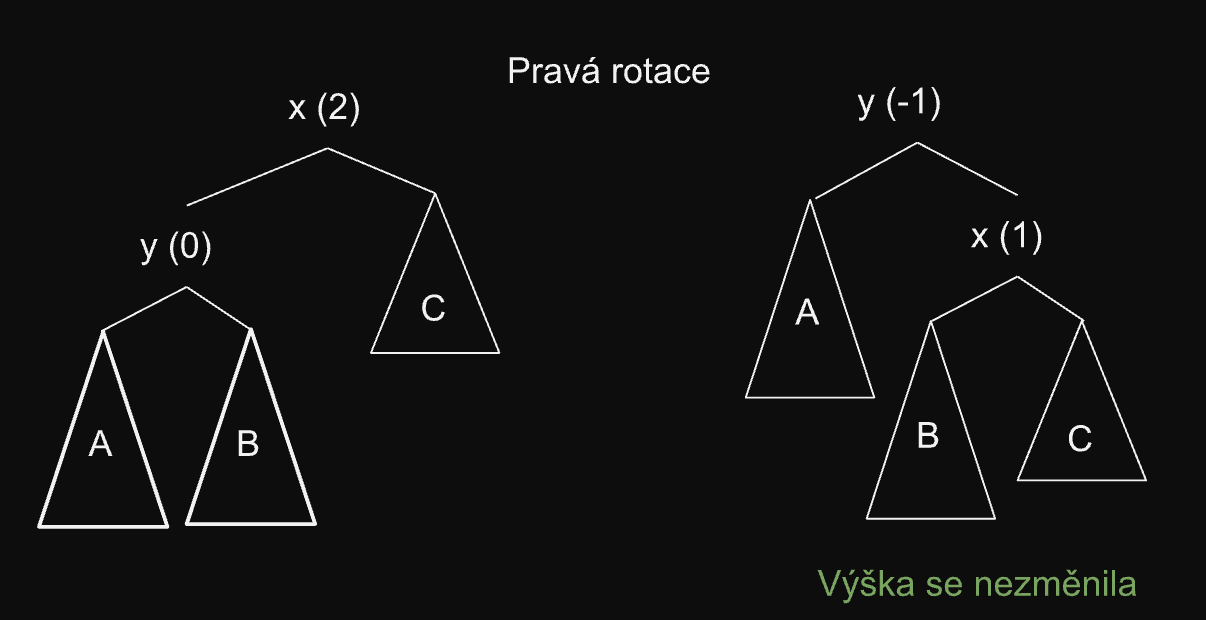 Pravá rotace
x (2)
y (-1)
y (0)
x (1)
C
A
A
B
B
C
Výška se nezměnila